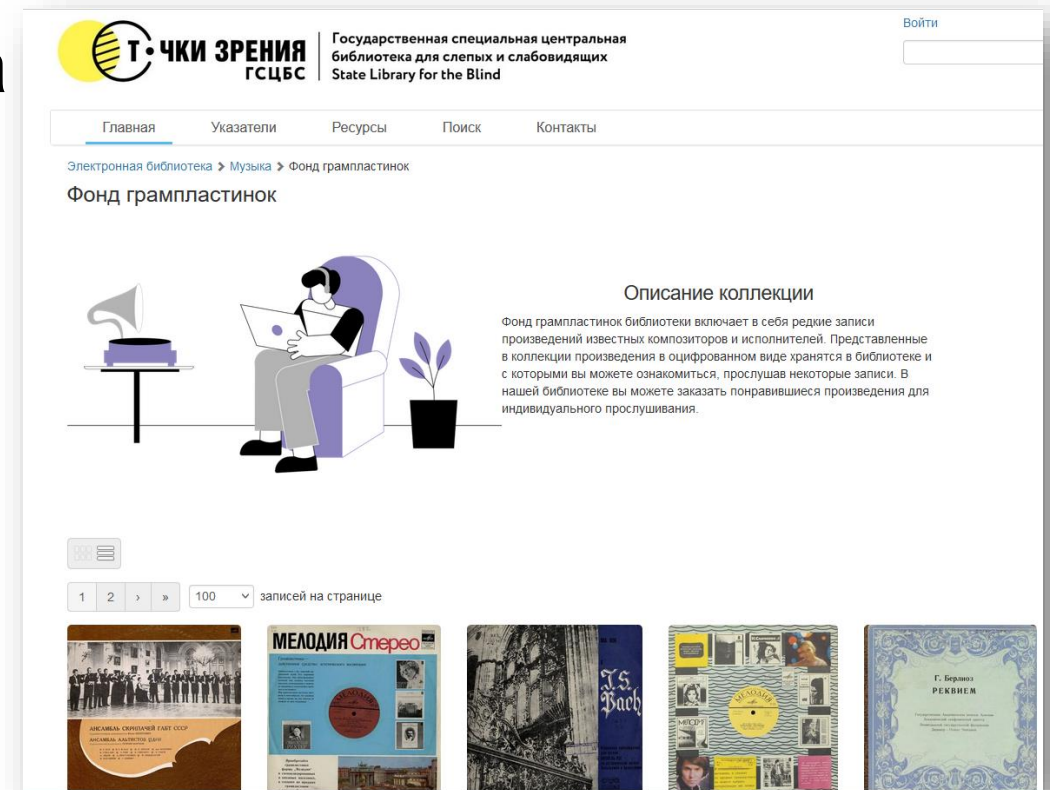 Т•ЧКИ ЗРЕНИЯ
ГСЦБС
Государственная специальная центральная
библиотека для слепых и слабовидящих
State Library for the Blind
Войти
Главная Указатели Ресурсы Поиск Контакты
Электронная библиотека > Музыка > Фонд грампластинок
Фонд грампластинок
Описание коллекции
Фонд грампластинок библиотеки включает в себя редкие записи
произведений известных композиторов и исполнителей. Представленные
в коллекции произведения в оцифрованном виде хранятся в библиотеке и
с которыми вы можете ознакомиться, прослушав некоторые записи. В
нашей библиотеке вы можете заказать понравившиеся произведения для
индивидуального прослушивания.
1 2 › » 100 записей на странице
АНСАМБЛЬ СКРИПАЧЕЙ ГАБТ СССР
МЕЛОДИЯ Стерео
J.S.
Bach
Г. Берлиоз
РЕКВИЕМ